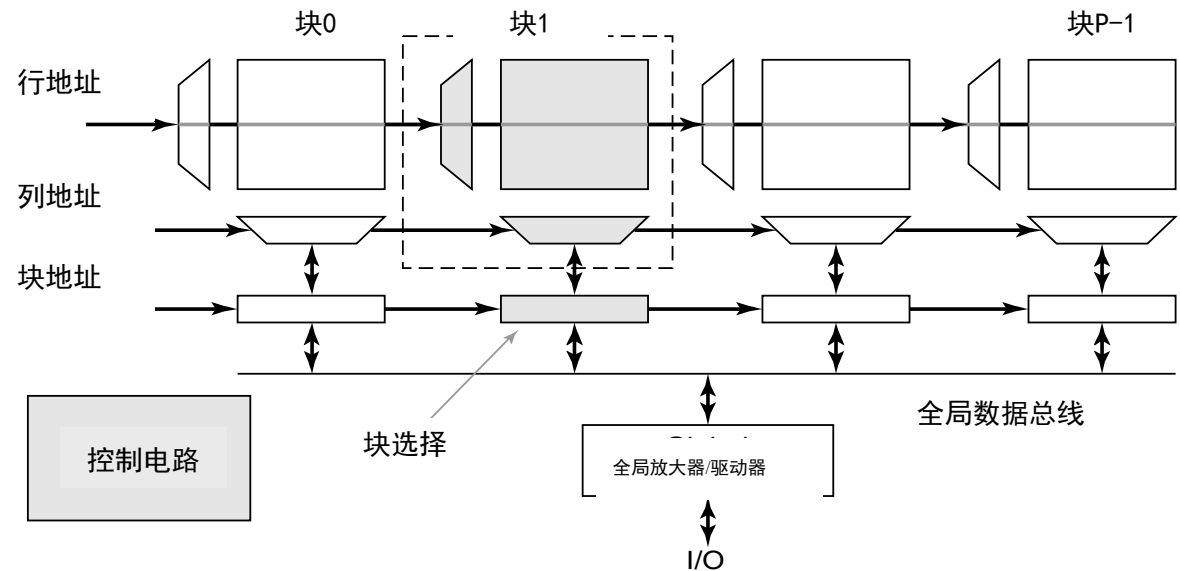 块0
块1
块P-1
行地址
列地址
块地址
块选择
全局数据总线
控制电路
全局放大器/驱动器
I/O